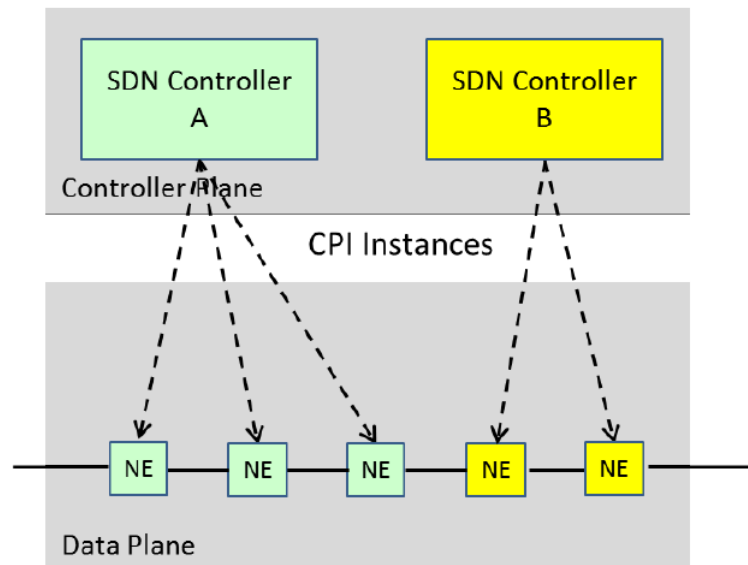 SDN Controller
A
SDN Controller
B
Controller Plane
CPI Instances
NE
NE
NE
NE
NE
Data Plane